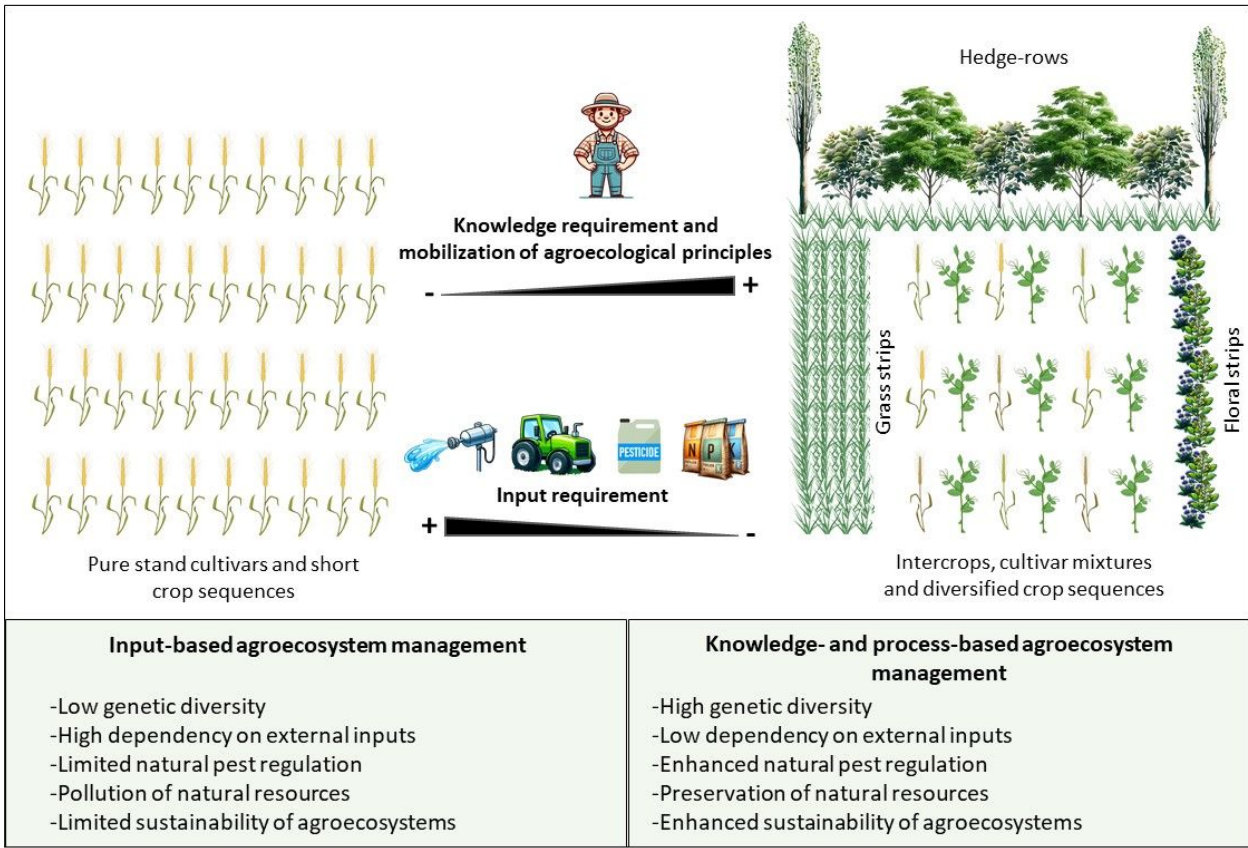 Hedge-rows
Knowledge requirement and
mobilization of agroecological principles
- +
Grass strips
Floral strips
PESTICIDE
N P K
Input requirement
+ -
Pure stand cultivars and short
crop sequences
Intercrops, cultivar mixtures
and diversified crop sequences
Input-based agroecosystem management
-Low genetic diversity
-High dependency on external inputs
-Limited natural pest regulation
-Pollution of natural resources
-Limited sustainability of agroecosystems
Knowledge- and process-based agroecosystem
management
-High genetic diversity
-Low dependency on external inputs
-Enhanced natural pest regulation
-Preservation of natural resources
-Enhanced sustainability of agroecosystems